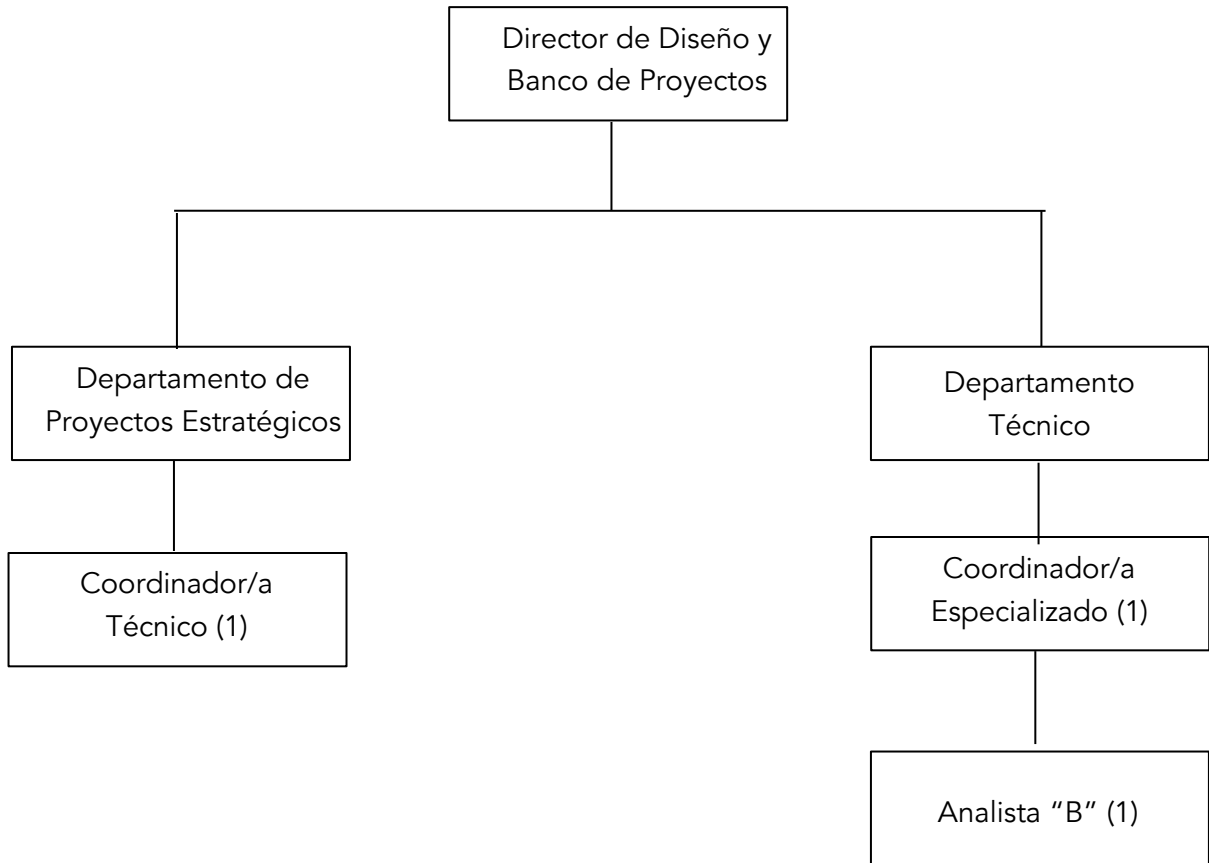 Director de Diseño y
Banco de Proyectos
Departamento de
Proyectos Estratégicos
Departamento
Técnico
Coordinador/a
Técnico (1)
Coordinador/a
Especializado (1)
Analista “B” (1)